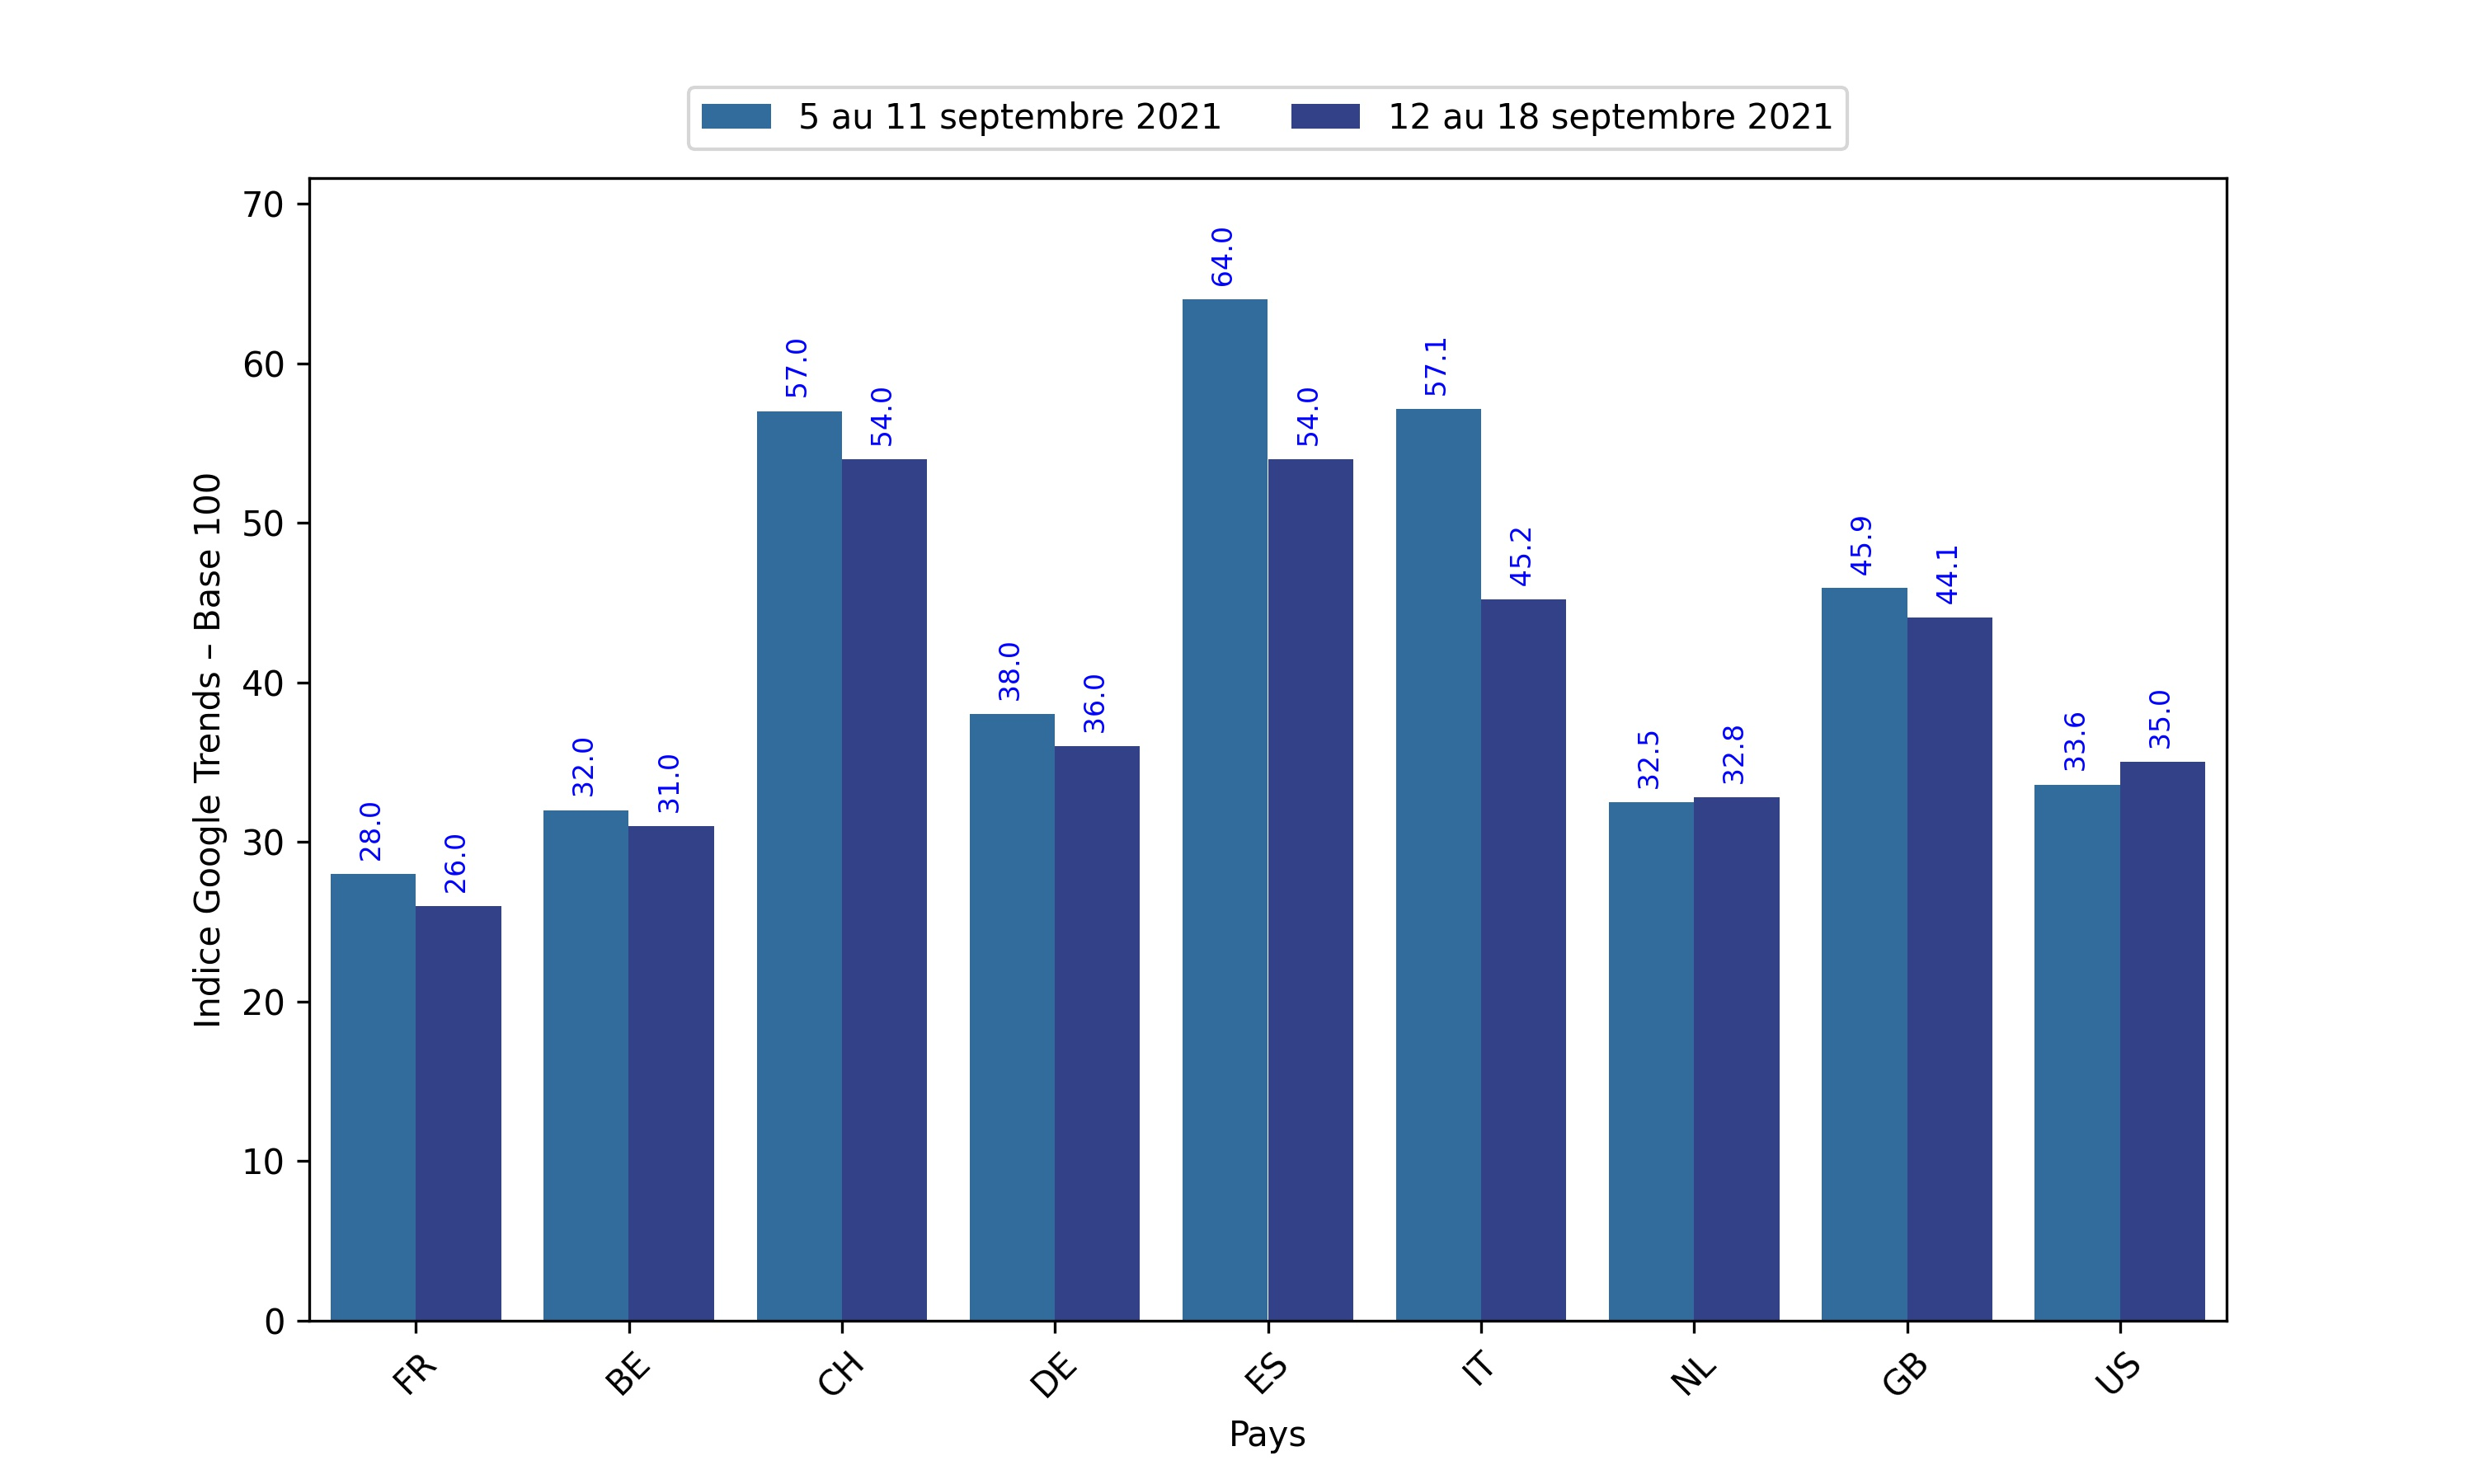 5 au 11 septembre 2021
12 au 18 septembre 2021
Indice Google Trends – Base 100
70
60
50
40
30
20
10
0
28.0
26.0
32.0
31.0
57.0
54.0
38.0
36.0
64.0
54.0
57.1
45.2
32.5
32.8
45.9
44.1
33.6
35.0
FR
BE
CH
DE
ES
IT
NL
GB
US
Pays